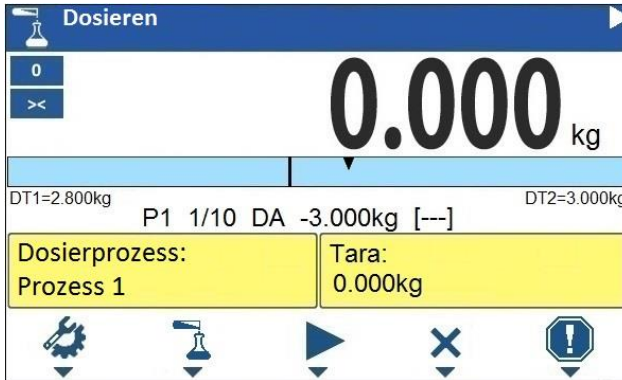 Dosieren
0
><
0.000 kg
DT1=2.800kg
DT2=3.000kg
P1 1/10 DA -3.000kg [---]
Dosierprozess:
Prozess 1
Tara:
0.000kg